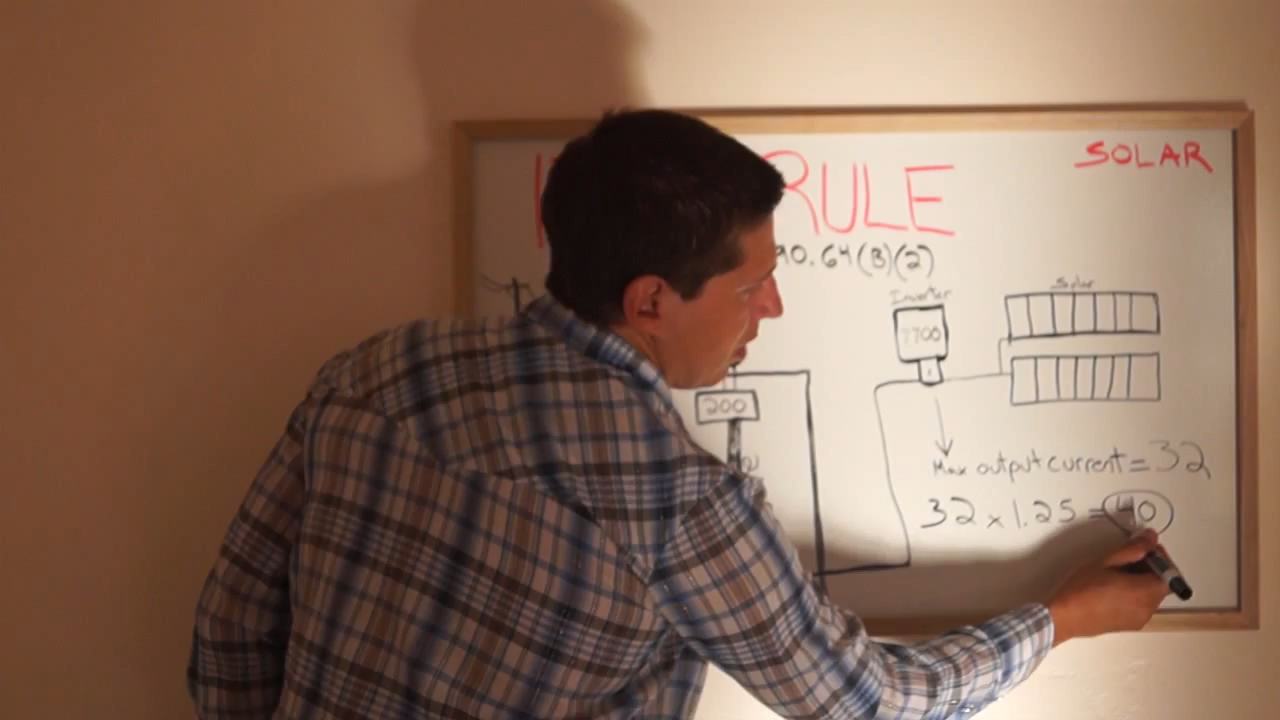 SOLAR
RULE
90.64(B)(2)
Solar
Inverter
7700
200
Max output current = 32
32 x 1.25 = 40